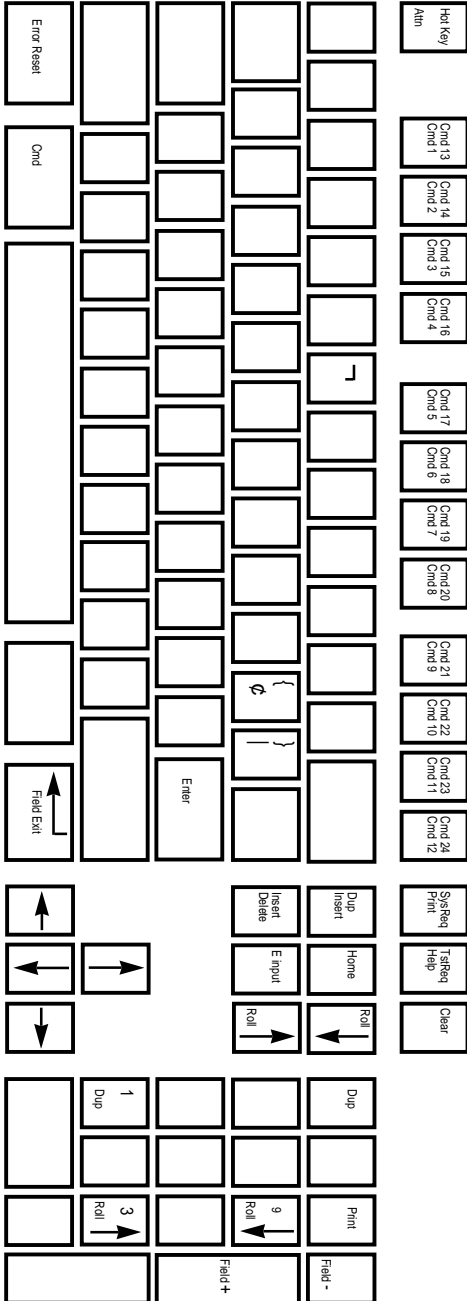 Hot Key
Attn
Cmd 13
Cmd 1
Cmd 14
Cmd 2
Cmd 15
Cmd 3
Cmd 16
Cmd 4
Cmd 17
Cmd 5
Cmd 18
Cmd 6
Cmd 19
Cmd 7
Cmd 20
Cmd 8
Cmd 21
Cmd 9
Cmd 22
Cmd 10
Cmd 23
Cmd 11
Cmd 24
Cmd 12
SysReq
Print
TstReq
Help
Clear
¬
Dup
Insert
Home
Roll
Dup
Print
Field -
{
¢
}
|
Insert
Delete
E input
Roll
9
Roll
Enter
Field +
1
Dup
3
Roll
Error Reset
Cmd
Field Exit